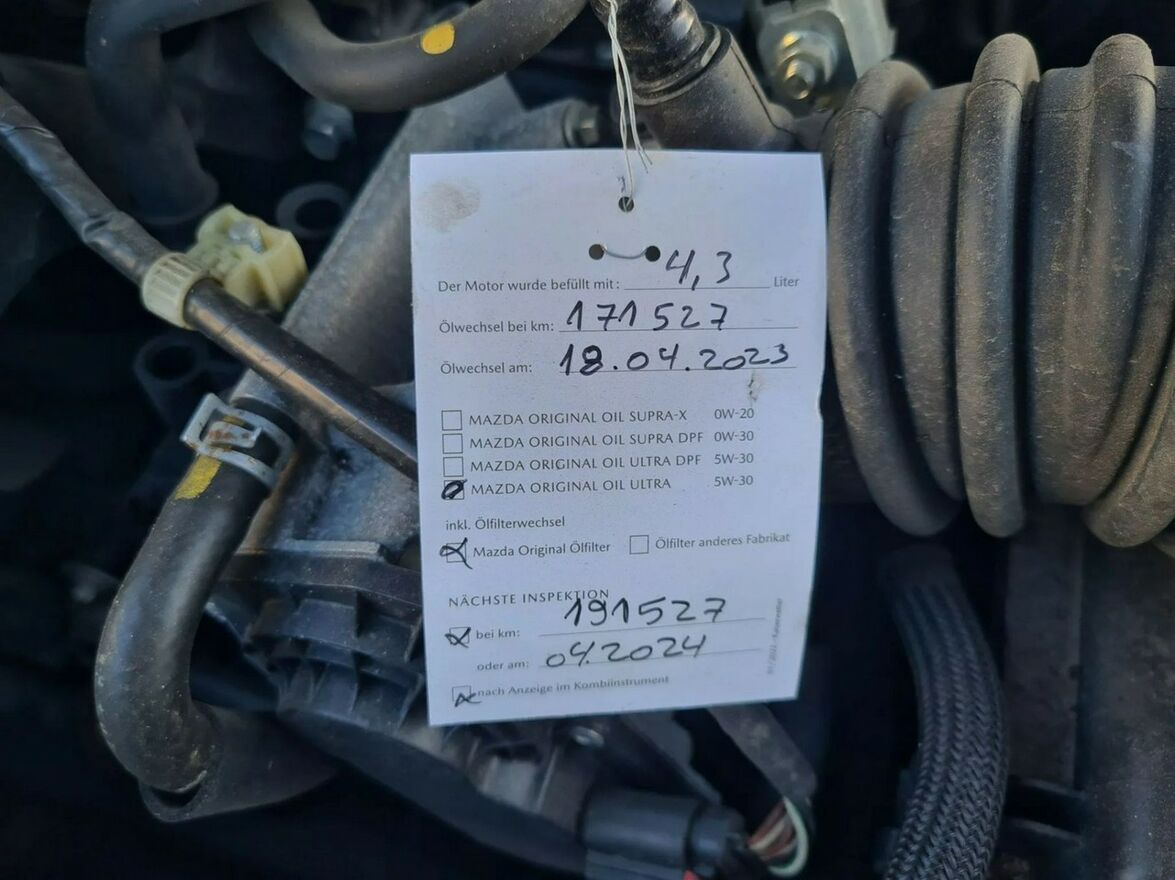 Der Motor wurde befüllt mit: 4,3 Liter
Ölwechsel bei km: 171527
Ölwechsel am: 18.04.2023
MAZDA ORIGINAL OIL SUPRA-X 0W-20
MAZDA ORIGINAL OIL SUPRA DPF 0W-30
MAZDA ORIGINAL OIL ULTRA DPF 5W-30
MAZDA ORIGINAL OIL ULTRA 5W-30
inkl. Ölfilterwechsel
Mazda Original Ölfilter Ölfilter anderes Fabrikat
NÄCHSTE INSPEKTION
bei km: 191527
oder am: 04.2024
nach Anzeige im Kombiinstrument